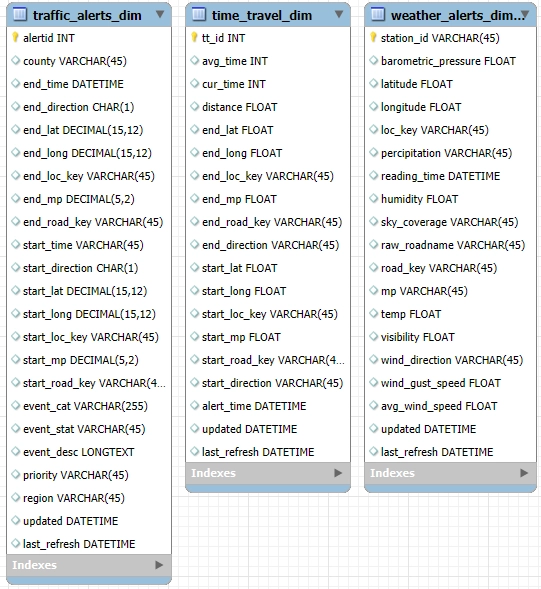 traffic_alerts_dim
alertid INT
county VARCHAR(45)
end_time DATETIME
end_direction CHAR(1)
end_lat DECIMAL(15,12)
end_long DECIMAL(15,12)
end_loc_key VARCHAR(45)
end_mp DECIMAL(5,2)
end_road_key VARCHAR(45)
start_time VARCHAR(45)
start_direction CHAR(1)
start_lat DECIMAL(15,12)
start_long DECIMAL(15,12)
start_loc_key VARCHAR(45)
start_mp DECIMAL(5,2)
start_road_key VARCHAR(4...
event_cat VARCHAR(255)
event_stat VARCHAR(45)
event_desc LONGTEXT
priority VARCHAR(45)
region VARCHAR(45)
updated DATETIME
last_refresh DATETIME
Indexes
time_travel_dim
tt_id INT
avg_time INT
cur_time INT
distance FLOAT
end_lat FLOAT
end_long FLOAT
end_loc_key VARCHAR(45)
end_mp FLOAT
end_road_key VARCHAR(45)
end_direction VARCHAR(45)
start_lat FLOAT
start_long FLOAT
start_loc_key VARCHAR(45)
start_mp FLOAT
start_road_key VARCHAR(4...
start_direction VARCHAR(45)
alert_time DATETIME
updated DATETIME
last_refresh DATETIME
Indexes
weather_alerts_dim...
station_id VARCHAR(45)
barometric_pressure FLOAT
latitude FLOAT
longitude FLOAT
loc_key VARCHAR(45)
percipitation VARCHAR(45)
reading_time DATETIME
humidity FLOAT
sky_coverage VARCHAR(45)
raw_roadname VARCHAR(45)
road_key VARCHAR(45)
mp VARCHAR(45)
temp FLOAT
visibility FLOAT
wind_direction VARCHAR(45)
wind_gust_speed FLOAT
avg_wind_speed FLOAT
updated DATETIME
last_refresh DATETIME
Indexes